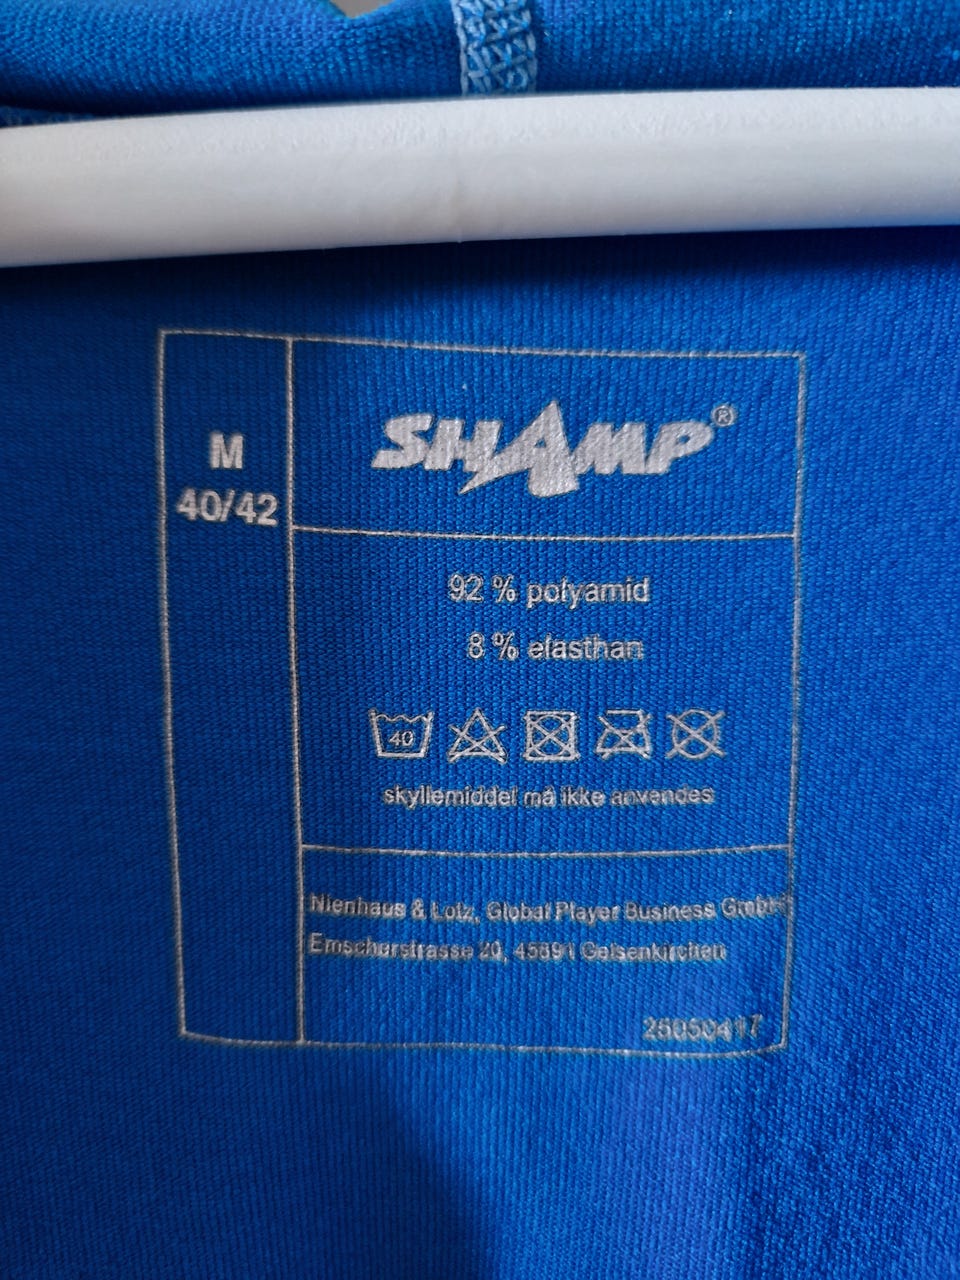 M
40/42
SHAMP®
92 % polyamid
8 % elasthan
40
skyllemiddel må ikke anvendes
Nienhaus & Lotz, Global Player Business GmbH
Emscherstrasse 20, 45891 Gelsenkirchen
25050417